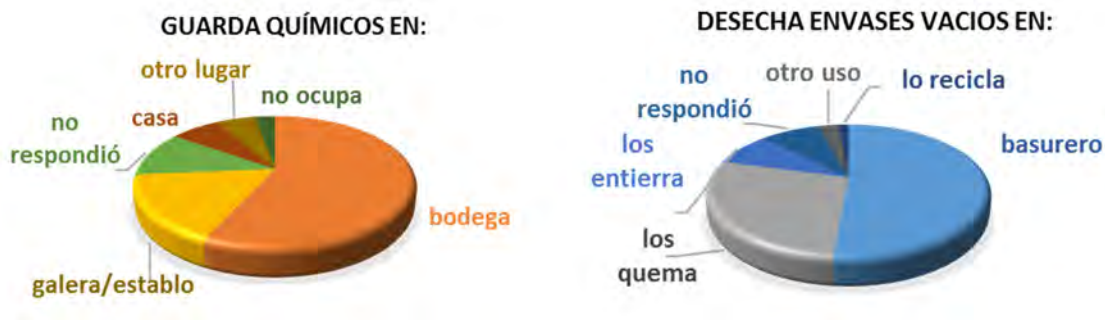 GUARDA QUÍMICOS EN:
otro lugar
no ocupa
casa
no
respondió
bodega
galera/establo
DESECHA ENVASES VACIOS EN:
no
respondió
otro uso
lo recicla
los
entierra
basurero
los
quema